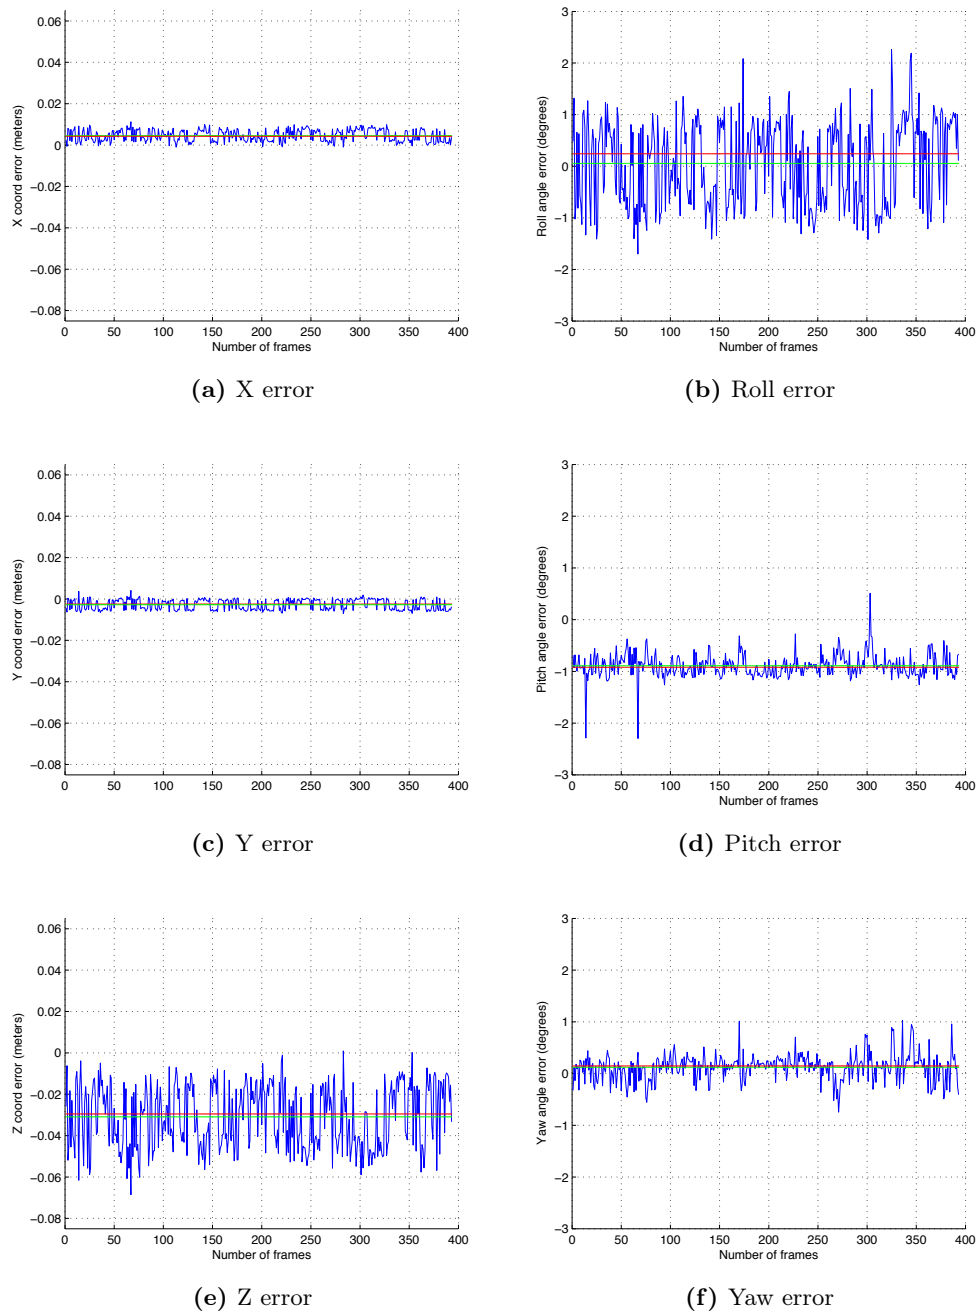 0.06
0.04
0.02
0
−0.02
−0.04
−0.06
−0.08
X coord error (meters)
0 50 100 150 200 250 300 350 400
Number of frames
(a) X error
3
2
1
0
−1
−2
−3
Roll angle error (degrees)
0 50 100 150 200 250 300 350 400
Number of frames
(b) Roll error
0.06
0.04
0.02
0
−0.02
−0.04
−0.06
−0.08
Y coord error (meters)
0 50 100 150 200 250 300 350 400
Number of frames
(c) Y error
3
2
1
0
−1
−2
−3
Pitch angle error (degrees)
0 50 100 150 200 250 300 350 400
Number of frames
(d) Pitch error
0.06
0.04
0.02
0
−0.02
−0.04
−0.06
−0.08
Z coord error (meters)
0 50 100 150 200 250 300 350 400
Number of frames
(e) Z error
3
2
1
0
−1
−2
−3
Yaw angle error (degrees)
0 50 100 150 200 250 300 350 400
Number of frames
(f) Yaw error